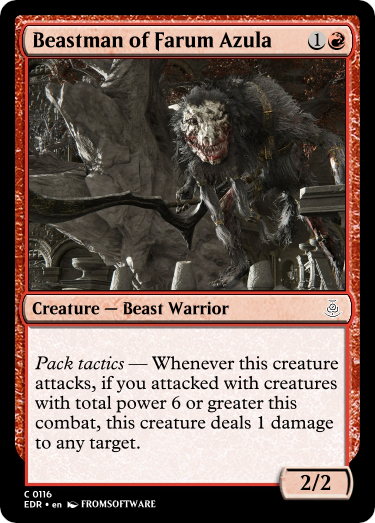 Beastman of Farum Azula 1
Creature — Beast Warrior
Pack tactics — Whenever this creature
attacks, if you attacked with creatures
with total power 6 or greater this
combat, this creature deals 1 damage
to any target.
2/2
C 0116
EDR • en FROMSOFTWARE